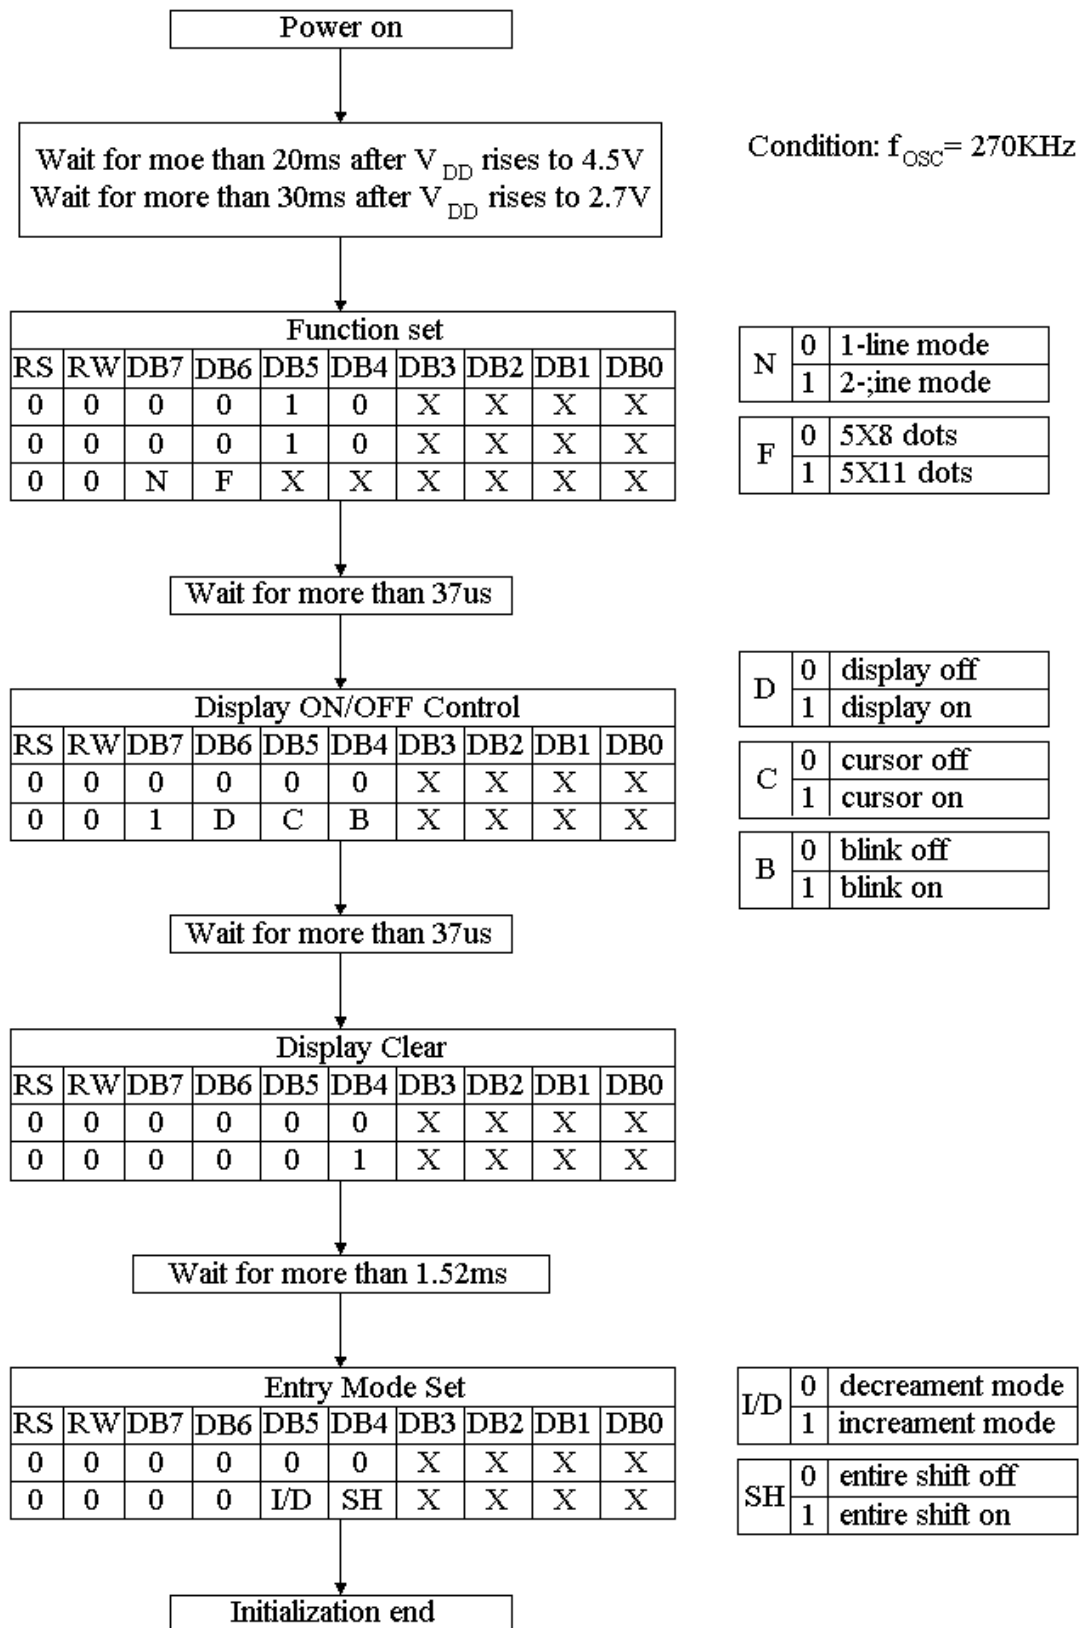 Power on
Wait for moe than 20ms after VDD rises to 4.5V
Wait for more than 30ms after VDD rises to 2.7V
Condition: fOSC= 270KHz
Function set
RS RW DB7 DB6 DB5 DB4 DB3 DB2 DB1 DB0
0 0 0 0 1 0 X X X X
0 0 0 0 1 0 X X X X
0 0 N F X X X X X X
N
0 1-line mode
1 2-;ine mode
F
0 5X8 dots
1 5X11 dots
Wait for more than 37us
Display ON/OFF Control
RS RW DB7 DB6 DB5 DB4 DB3 DB2 DB1 DB0
0 0 0 0 0 0 X X X X
0 0 1 D C B X X X X
D
0 display off
1 display on
C
0 cursor off
1 cursor on
B
0 blink off
1 blink on
Wait for more than 37us
Display Clear
RS RW DB7 DB6 DB5 DB4 DB3 DB2 DB1 DB0
0 0 0 0 0 0 X X X X
0 0 0 0 0 1 X X X X
Wait for more than 1.52ms
Entry Mode Set
RS RW DB7 DB6 DB5 DB4 DB3 DB2 DB1 DB0
0 0 0 0 0 0 X X X X
0 0 0 0 I/D SH X X X X
I/D
0 decreament mode
1 increament mode
SH
0 entire shift off
1 entire shift on
Initialization end